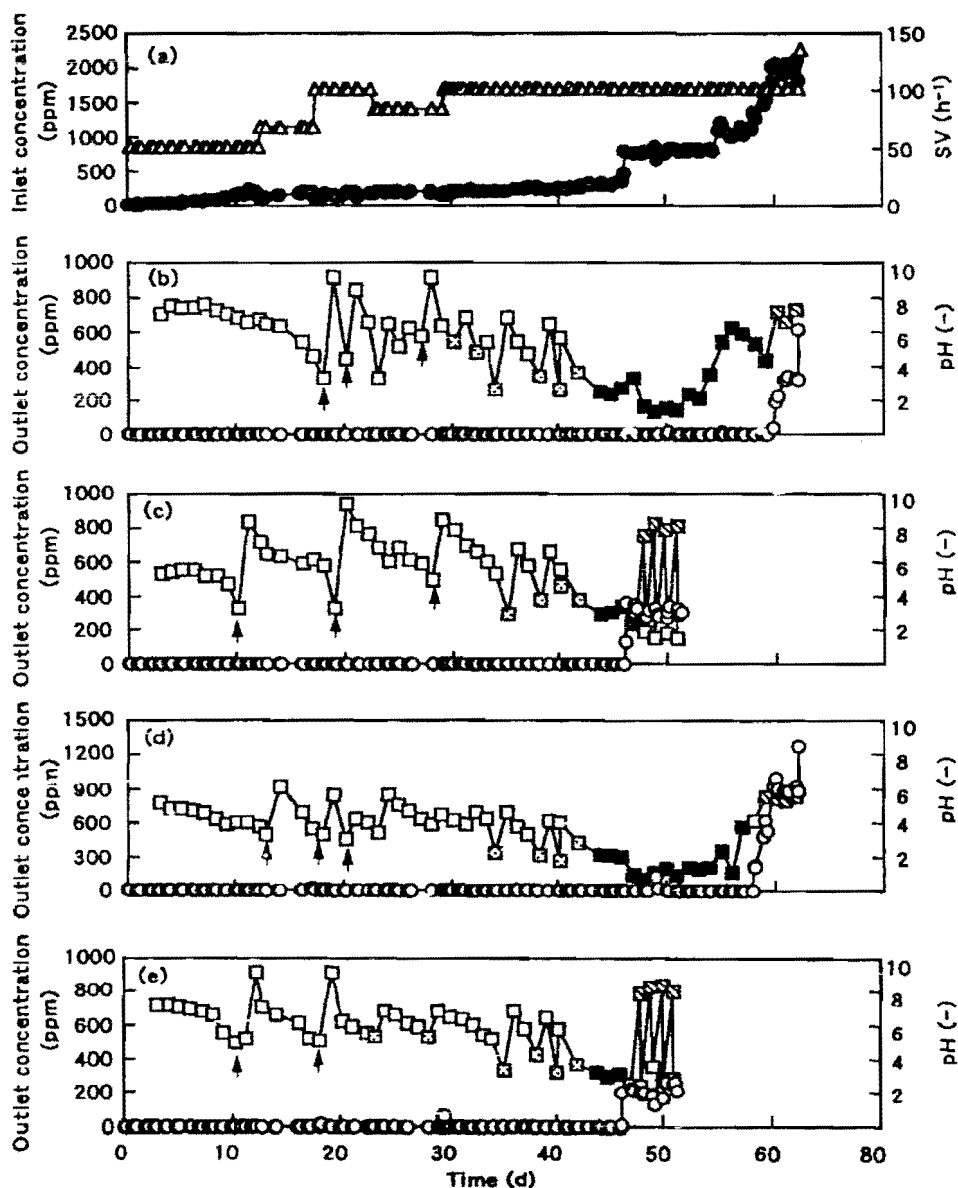 Inlet concentration
(ppm)
2500
2000
1500
1000
500
0
(a)
150
100
50
0
SV (h⁻¹)
Outlet concentration
(ppm)
1000
800
600
400
200
0
(b)
10
8
6
4
2
pH (-)
Outlet concentration
(ppm)
1000
800
600
400
200
0
(c)
10
8
6
4
2
pH (-)
Outlet concentration
(ppm)
1500
1200
900
600
300
0
(d)
10
8
6
4
2
pH (-)
Outlet concentration
(ppm)
1000
800
600
400
200
0
(e)
10
8
6
4
2
pH (-)
0 10 20 30 40 50 60 70 80
Time (d)